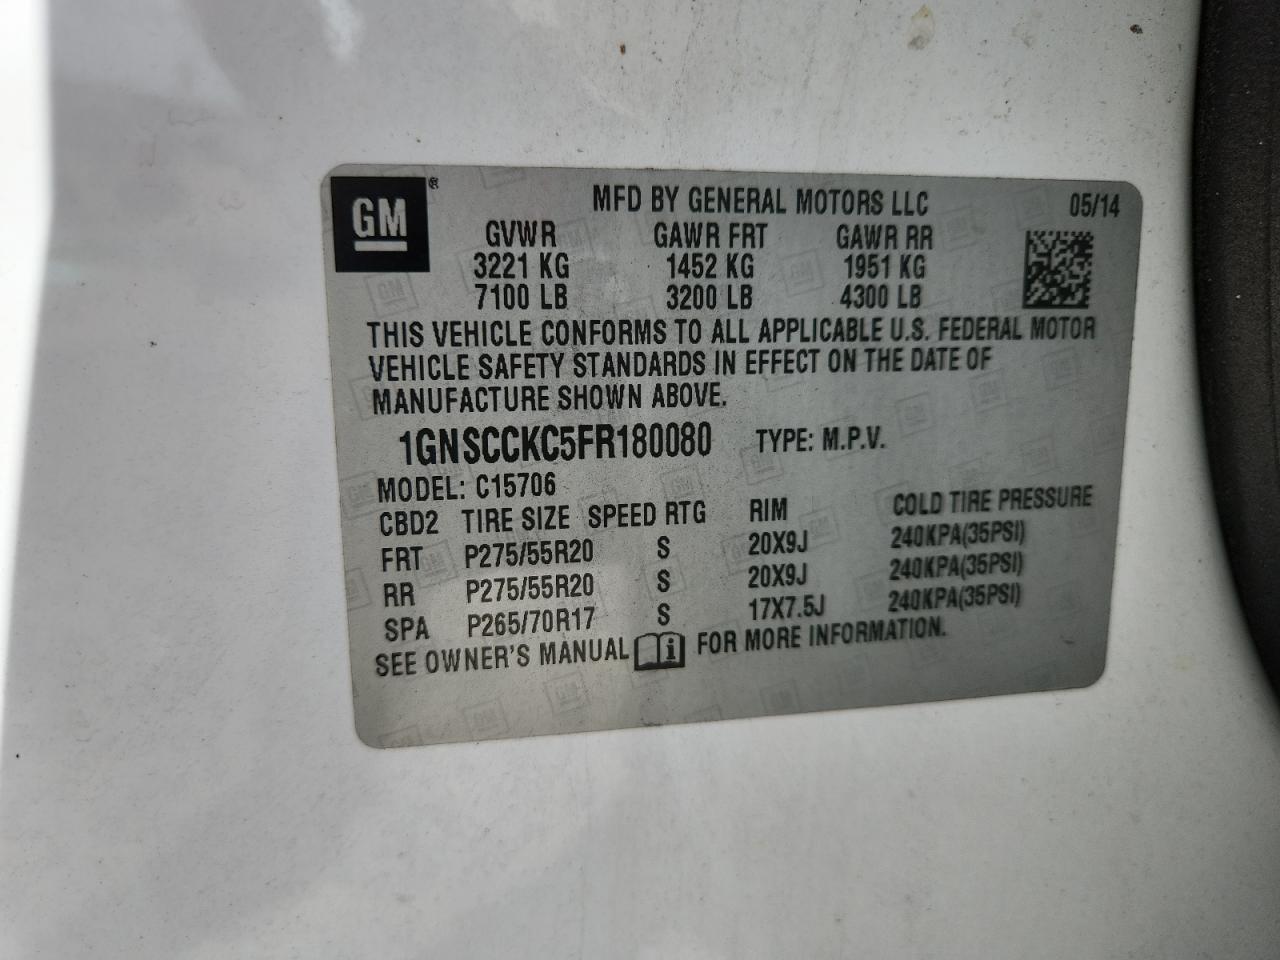 GM® MFD BY GENERAL MOTORS LLC 05/14
GVWR GAWR FRT GAWR RR
3221 KG 1452 KG 1951 KG
7100 LB 3200 LB 4300 LB
THIS VEHICLE CONFORMS TO ALL APPLICABLE U.S. FEDERAL MOTOR
VEHICLE SAFETY STANDARDS IN EFFECT ON THE DATE OF
MANUFACTURE SHOWN ABOVE.
1GNSCCKC5FR180080 TYPE: M.P.V.
MODEL: C15706
CBD2 TIRE SIZE SPEED RTG RIM COLD TIRE PRESSURE
FRT P275/55R20 S 20X9J 240KPA(35PSI)
RR P275/55R20 S 20X9J 240KPA(35PSI)
SPA P265/70R17 S 17X7.5J 240KPA(35PSI)
SEE OWNER'S MANUAL i FOR MORE INFORMATION.